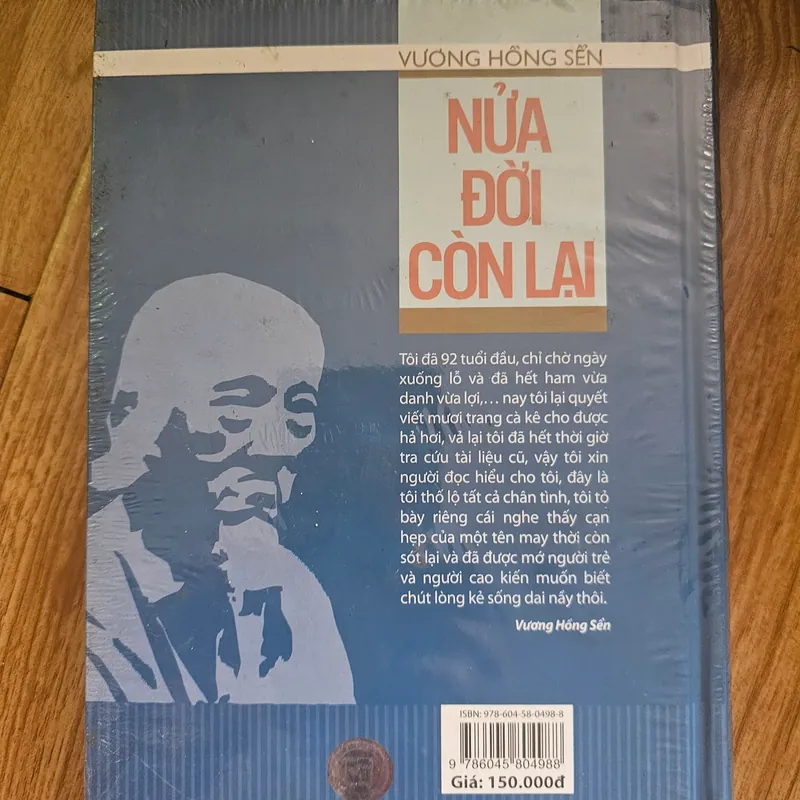 VƯƠNG HỒNG SỂN
NỬA
ĐỜI
CÒN LẠI
Tôi đã 92 tuổi đầu, chỉ chờ ngày
xuống lỗ và đã hết ham vừa
danh vừa lợi,... nay tôi lại quyết
viết mươi trang cà kê cho được
hả hơi, vả lại tôi đã hết thời giờ
tra cứu tài liệu cũ, vậy tôi xin
người đọc hiểu cho tôi, đây là
tôi thố lộ tất cả chân tình, tôi tỏ
bày riêng cái nghe thấy cạn
hẹp của một tên may thời còn
sót lại và đã được mớ người trẻ
và người cao kiến muốn biết
chút lòng kẻ sống dai nầy thôi.
Vương Hồng Sển
ISBN: 978-604-58-0498-8
9 786045 804988
Giá: 150.000đ